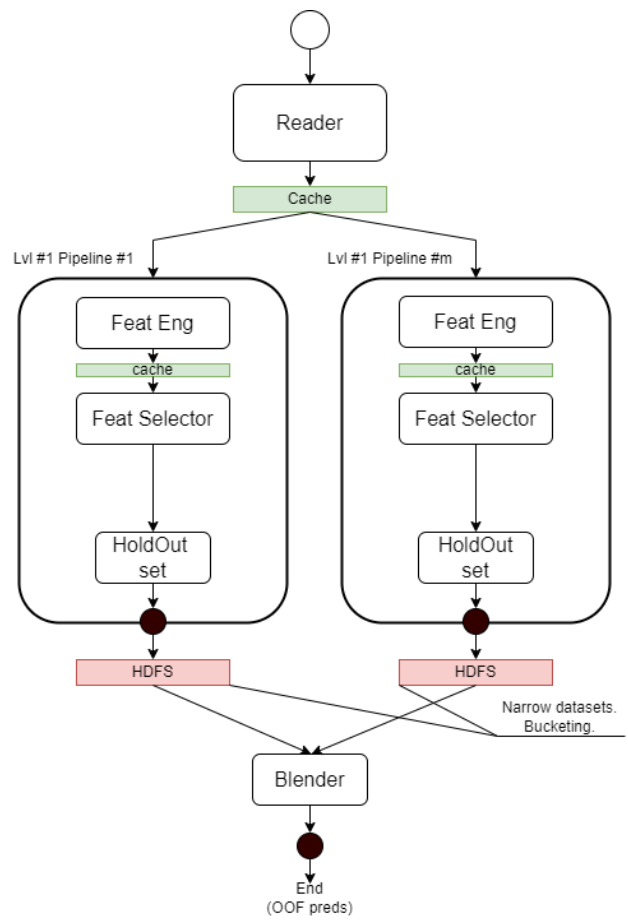 Reader
Cache
Lvl #1 Pipeline #1
Lvl #1 Pipeline #m
Feat Eng
cache
Feat Selector
HoldOut
set
HDFS
Feat Eng
cache
Feat Selector
HoldOut
set
HDFS
Narrow datasets.
Bucketing.
Blender
End
(OOF preds)